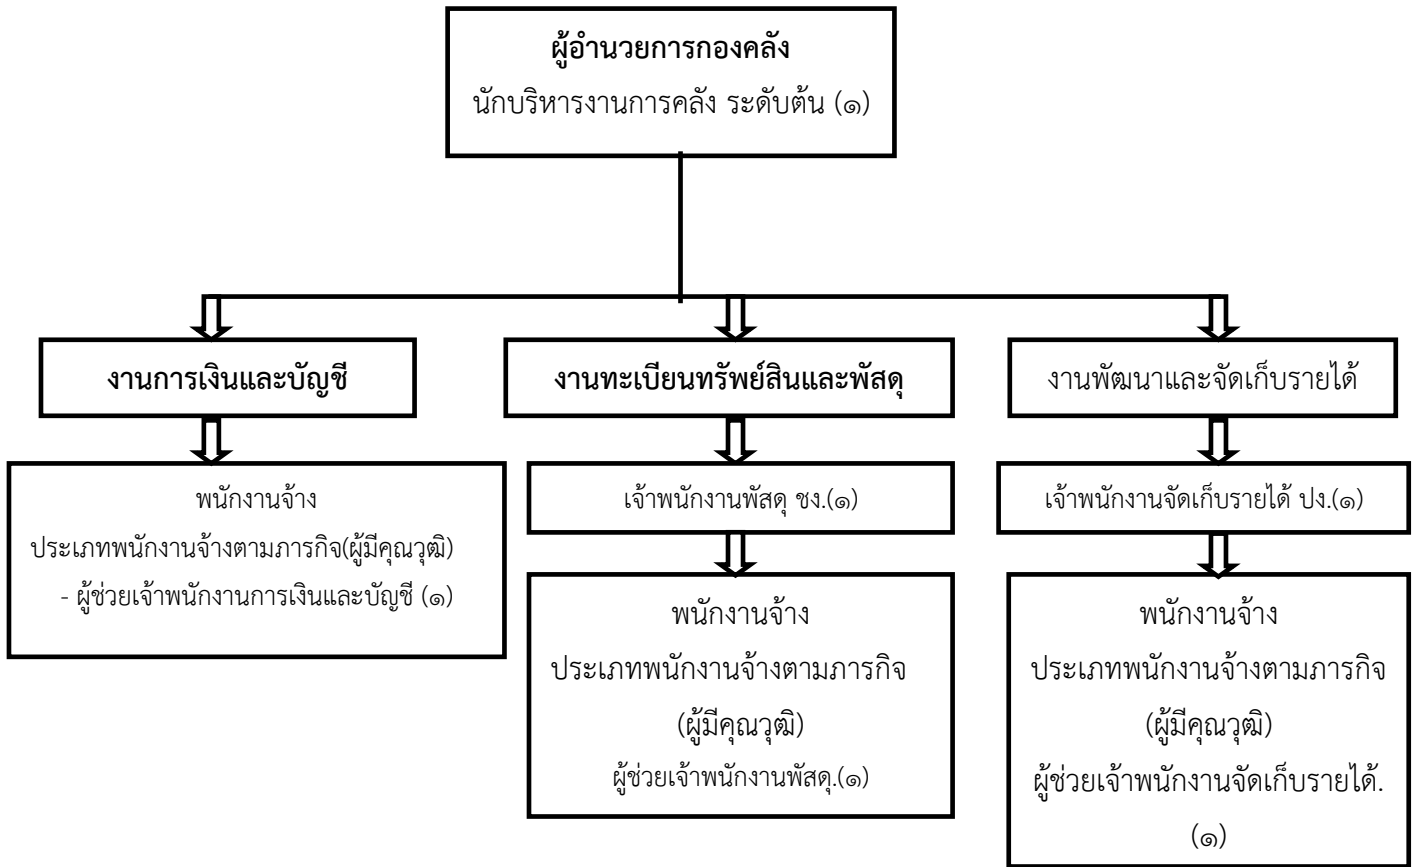 ผู้อำนวยการกองคลัง
นักบริหารงานการคลัง ระดับต้น (๑)
งานการเงินและบัญชี
งานทะเบียนทรัพย์สินและพัสดุ
งานพัฒนาและจัดเก็บรายได้
พนักงานจ้าง
ประเภทพนักงานจ้างตามภารกิจ(ผู้มีคุณวุฒิ)
- ผู้ช่วยเจ้าพนักงานการเงินและบัญชี (๑)
เจ้าพนักงานพัสดุ ชง.(๑)
พนักงานจ้าง
ประเภทพนักงานจ้างตามภารกิจ
(ผู้มีคุณวุฒิ)
ผู้ช่วยเจ้าพนักงานพัสดุ.(๑)
เจ้าพนักงานจัดเก็บรายได้ ปง.(๑)
พนักงานจ้าง
ประเภทพนักงานจ้างตามภารกิจ
(ผู้มีคุณวุฒิ)
ผู้ช่วยเจ้าพนักงานจัดเก็บรายได้.
(๑)